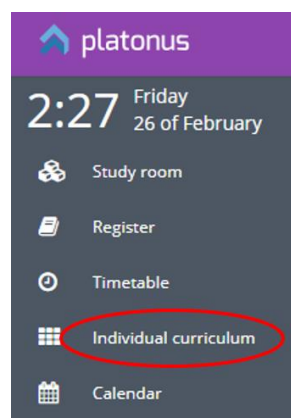 platonus
2:27 Friday
26 of February
Study room
Register
Timetable
Individual curriculum
Calendar